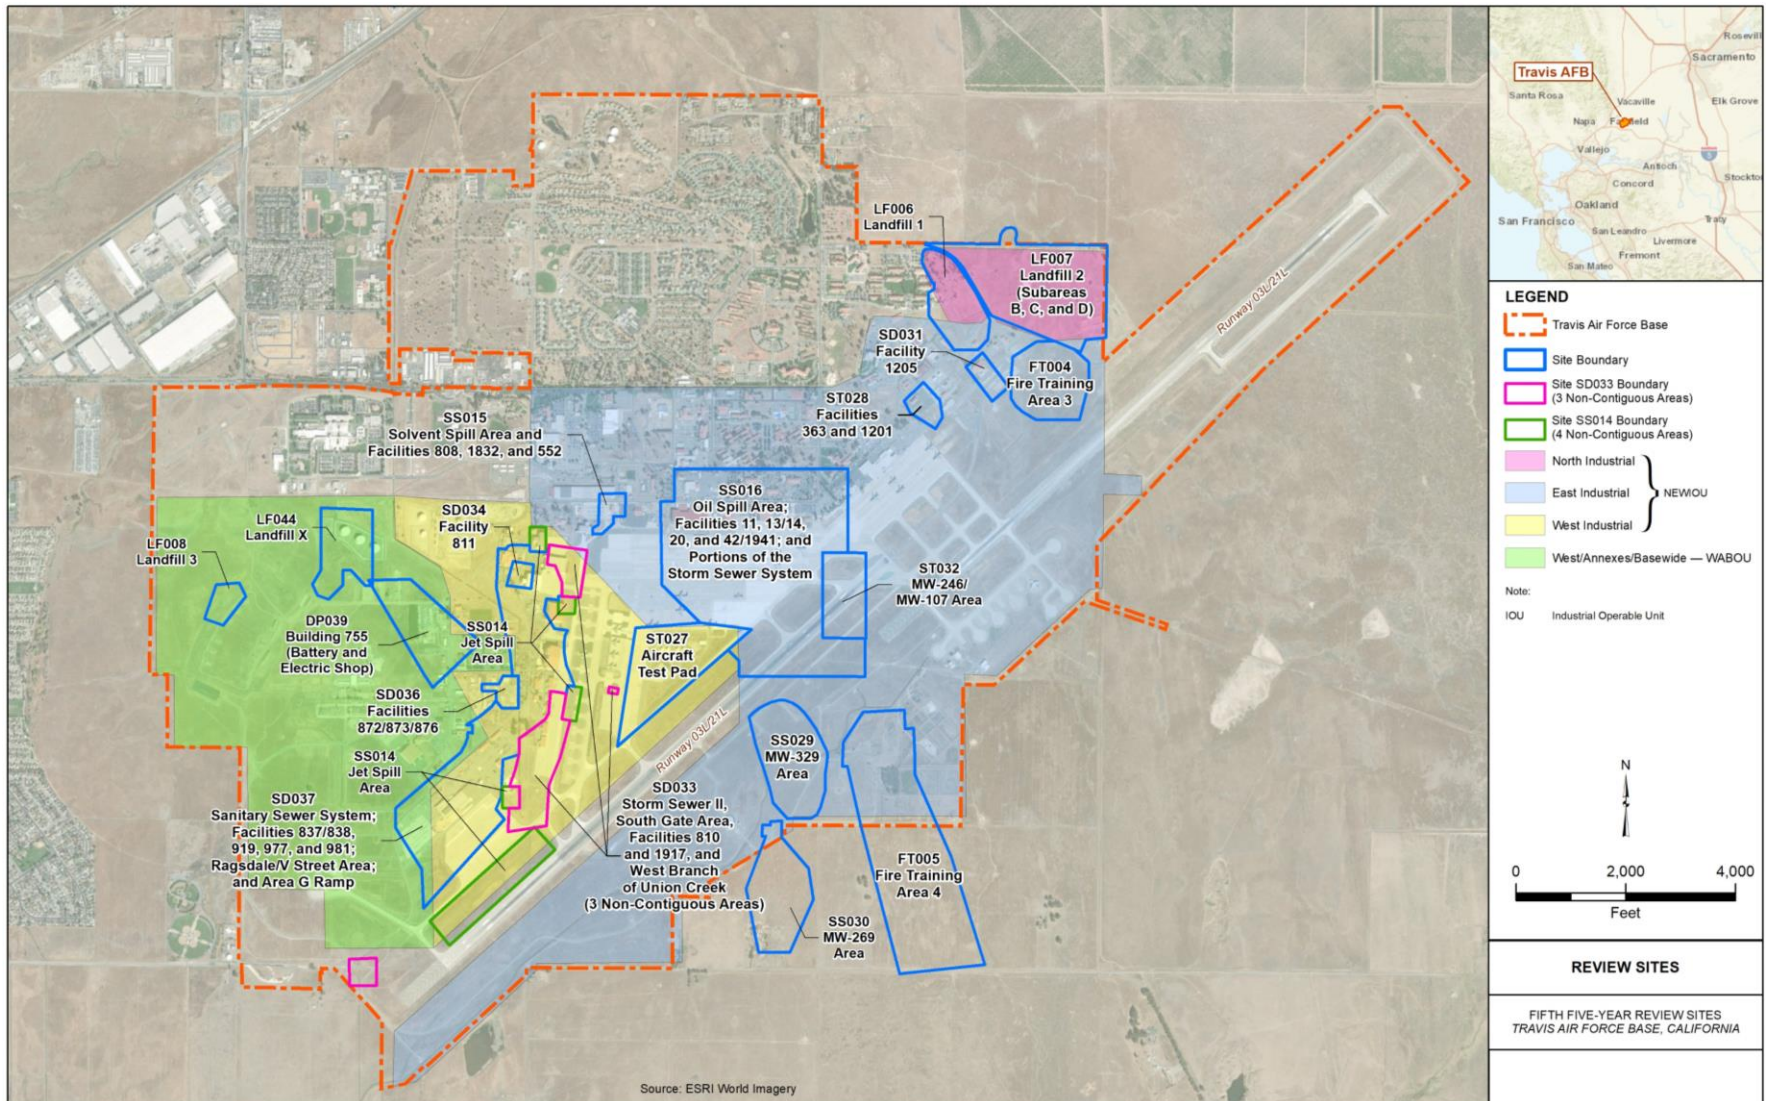 LF006
Landfill 1
LF007
Landfill 2
(Subareas
B, C, and D)
Runway 03L/21L
SD031
Facility
1205
FT004
Fire Training
Area 3
ST028
Facilities
363 and 1201
SS015
Solvent Spill Area and
Facilities 808, 1832, and 552
SS016
Oil Spill Area;
Facilities 11, 13/14,
20, and 42/1941; and
Portions of the
Storm Sewer System
SD034
Facility
811
LF044
Landfill X
LF008
Landfill 3
ST032
MW-246/
MW-107 Area
DP039
Building 755
(Battery and
Electric Shop)
SS014
Jet Spill
Area
ST027
Aircraft
Test Pad
SD036
Facilities
872/873/876
Runway 03L/21L
SS029
MW-329
Area
SS014
Jet Spill
Area
SD037
Sanitary Sewer System;
Facilities 837/838,
919, 977, and 981;
Ragsdale/V Street Area;
and Area G Ramp
SD033
Storm Sewer II,
South Gate Area,
Facilities 810
and 1917, and
West Branch
of Union Creek
(3 Non-Contiguous Areas)
FT005
Fire Training
Area 4
SS030
MW-269
Area
Source: ESRI World Imagery
Travis AFB
Rosevill
Sacramento
Santa Rosa
Vacaville
Elk Grove
Napa
Vallejo
5
Antioch
Stockton
Concord
Oakland
San Francisco
Tracy
San Leandro
Livermore
Fremont
San Mateo
LEGEND
Travis Air Force Base
Site Boundary
Site SD033 Boundary
(3 Non-Contiguous Areas)
Site SS014 Boundary
(4 Non-Contiguous Areas)
North Industrial
East Industrial
NEWIOU
West Industrial
West/Annexes/Basewide — WABOU
Note:
IOU Industrial Operable Unit
N
0 2,000 4,000
Feet
REVIEW SITES
FIFTH FIVE-YEAR REVIEW SITES
TRAVIS AIR FORCE BASE, CALIFORNIA